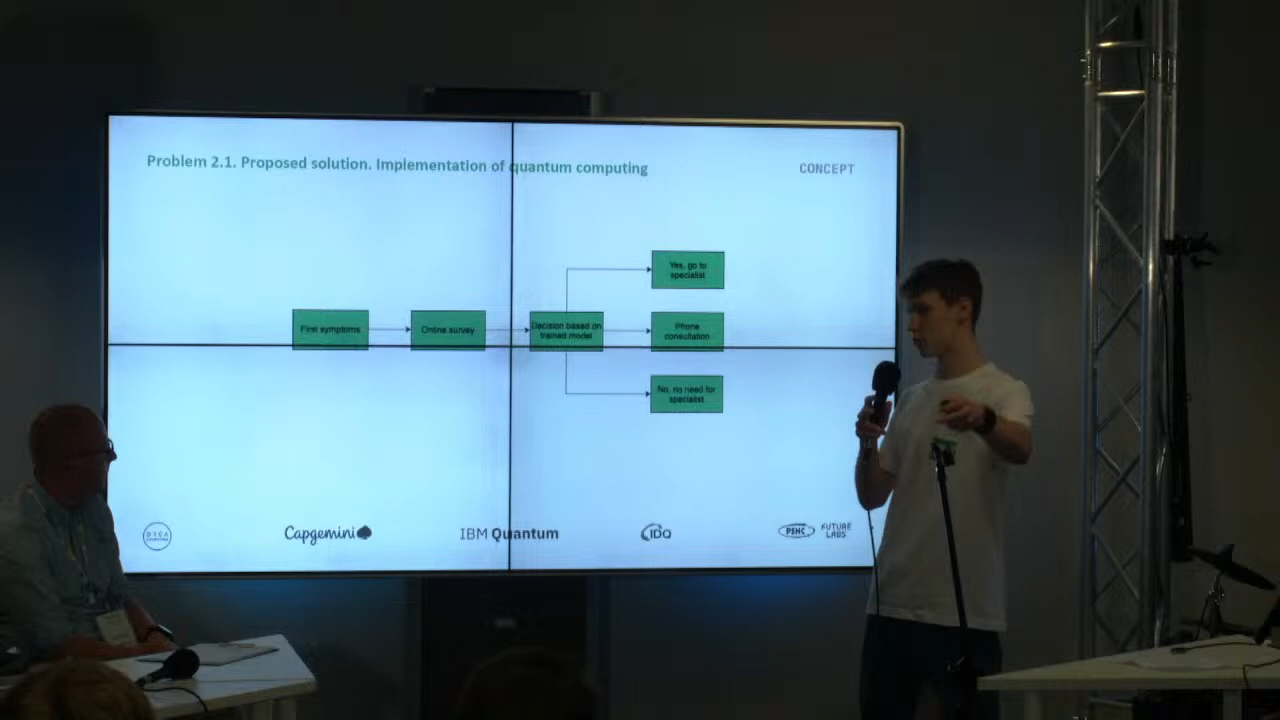 Problem 2.1. Proposed solution. Implementation of quantum computing
CONCEPT
Yes, go to
specialist
First symptoms
Online survey
Decision based on
trained model
Phone
consultation
No, no need for
specialist
Capgemini
IBM Quantum
IDQ
PSNC
FUTURE
LABS